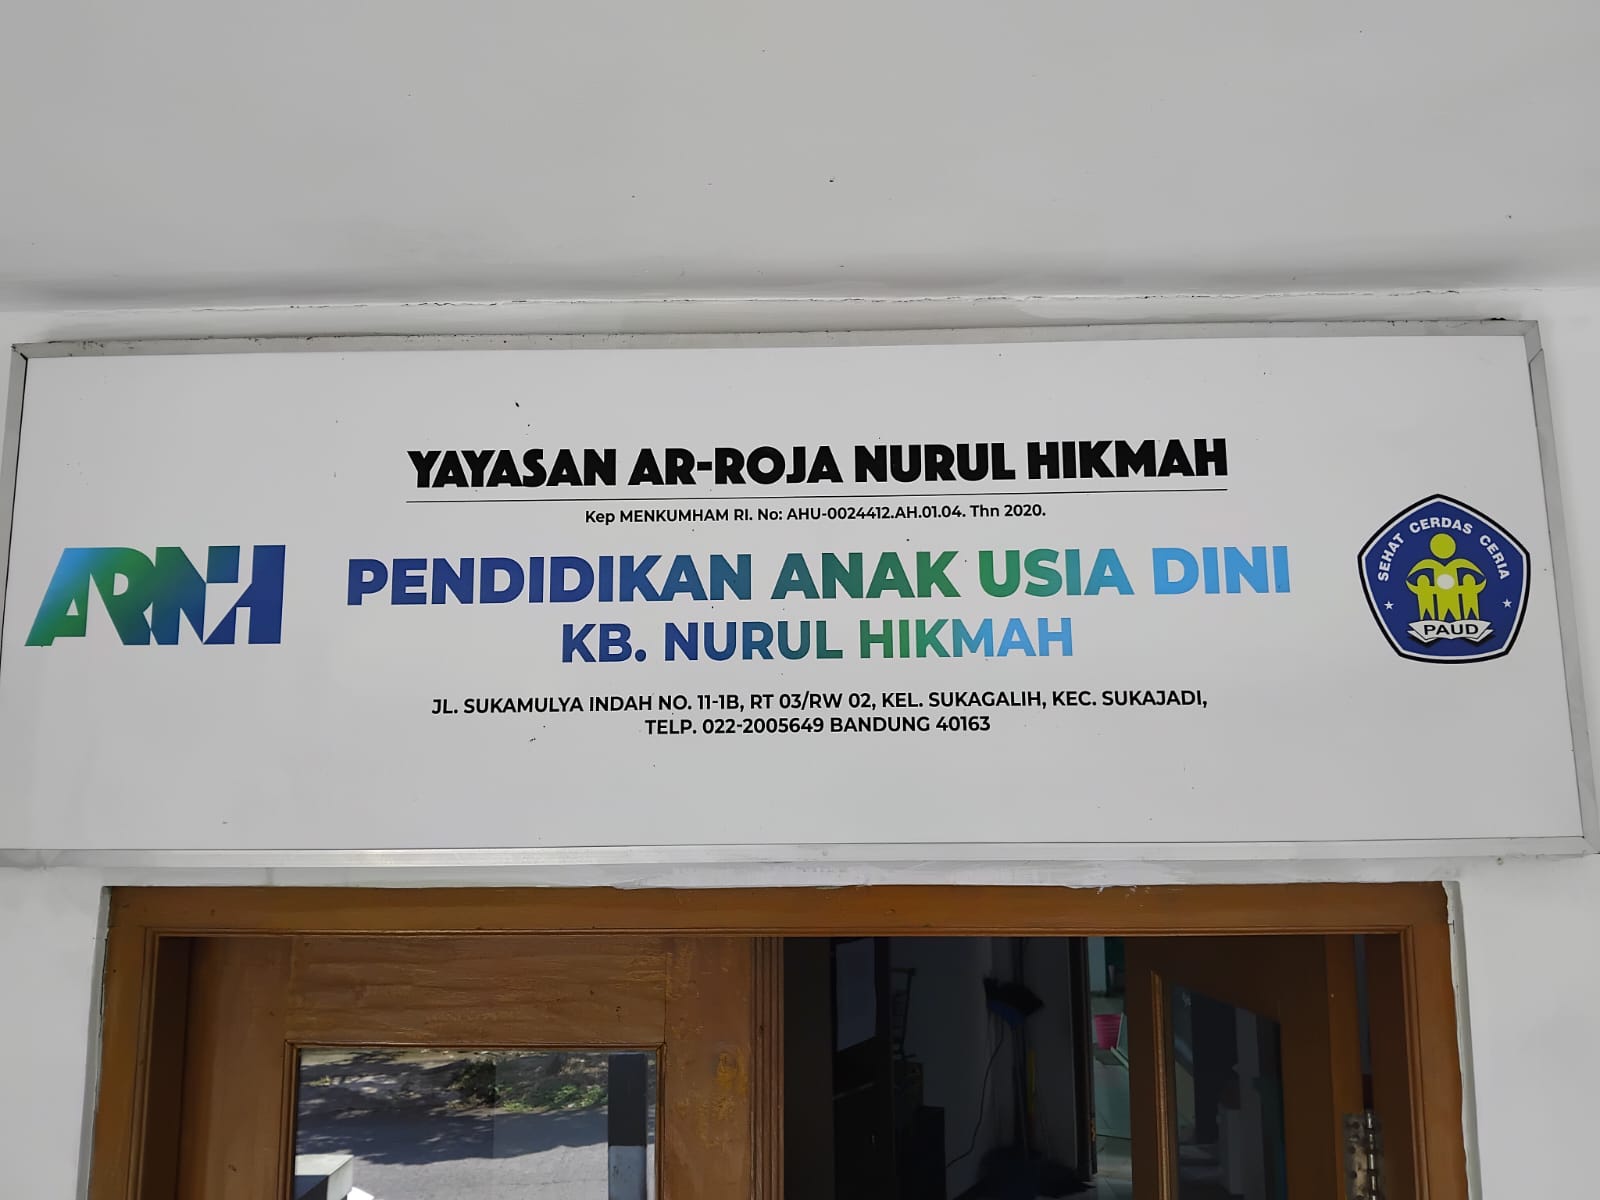 YAYASAN AR-ROJA NURUL HIKMAH
Kep MENKUMHAM RI. No: AHU-0024412.AH.01.04. Thn 2020.
ARNH
PENDIDIKAN ANAK USIA DINI
KB. NURUL HIKMAH
JL. SUKAMULYA INDAH NO. 11-1B, RT 03/RW 02, KEL. SUKAGALIH, KEC. SUKAJADI,
TELP. 022-2005649 BANDUNG 40163
SEHAT CERDAS CERIA
PAUD